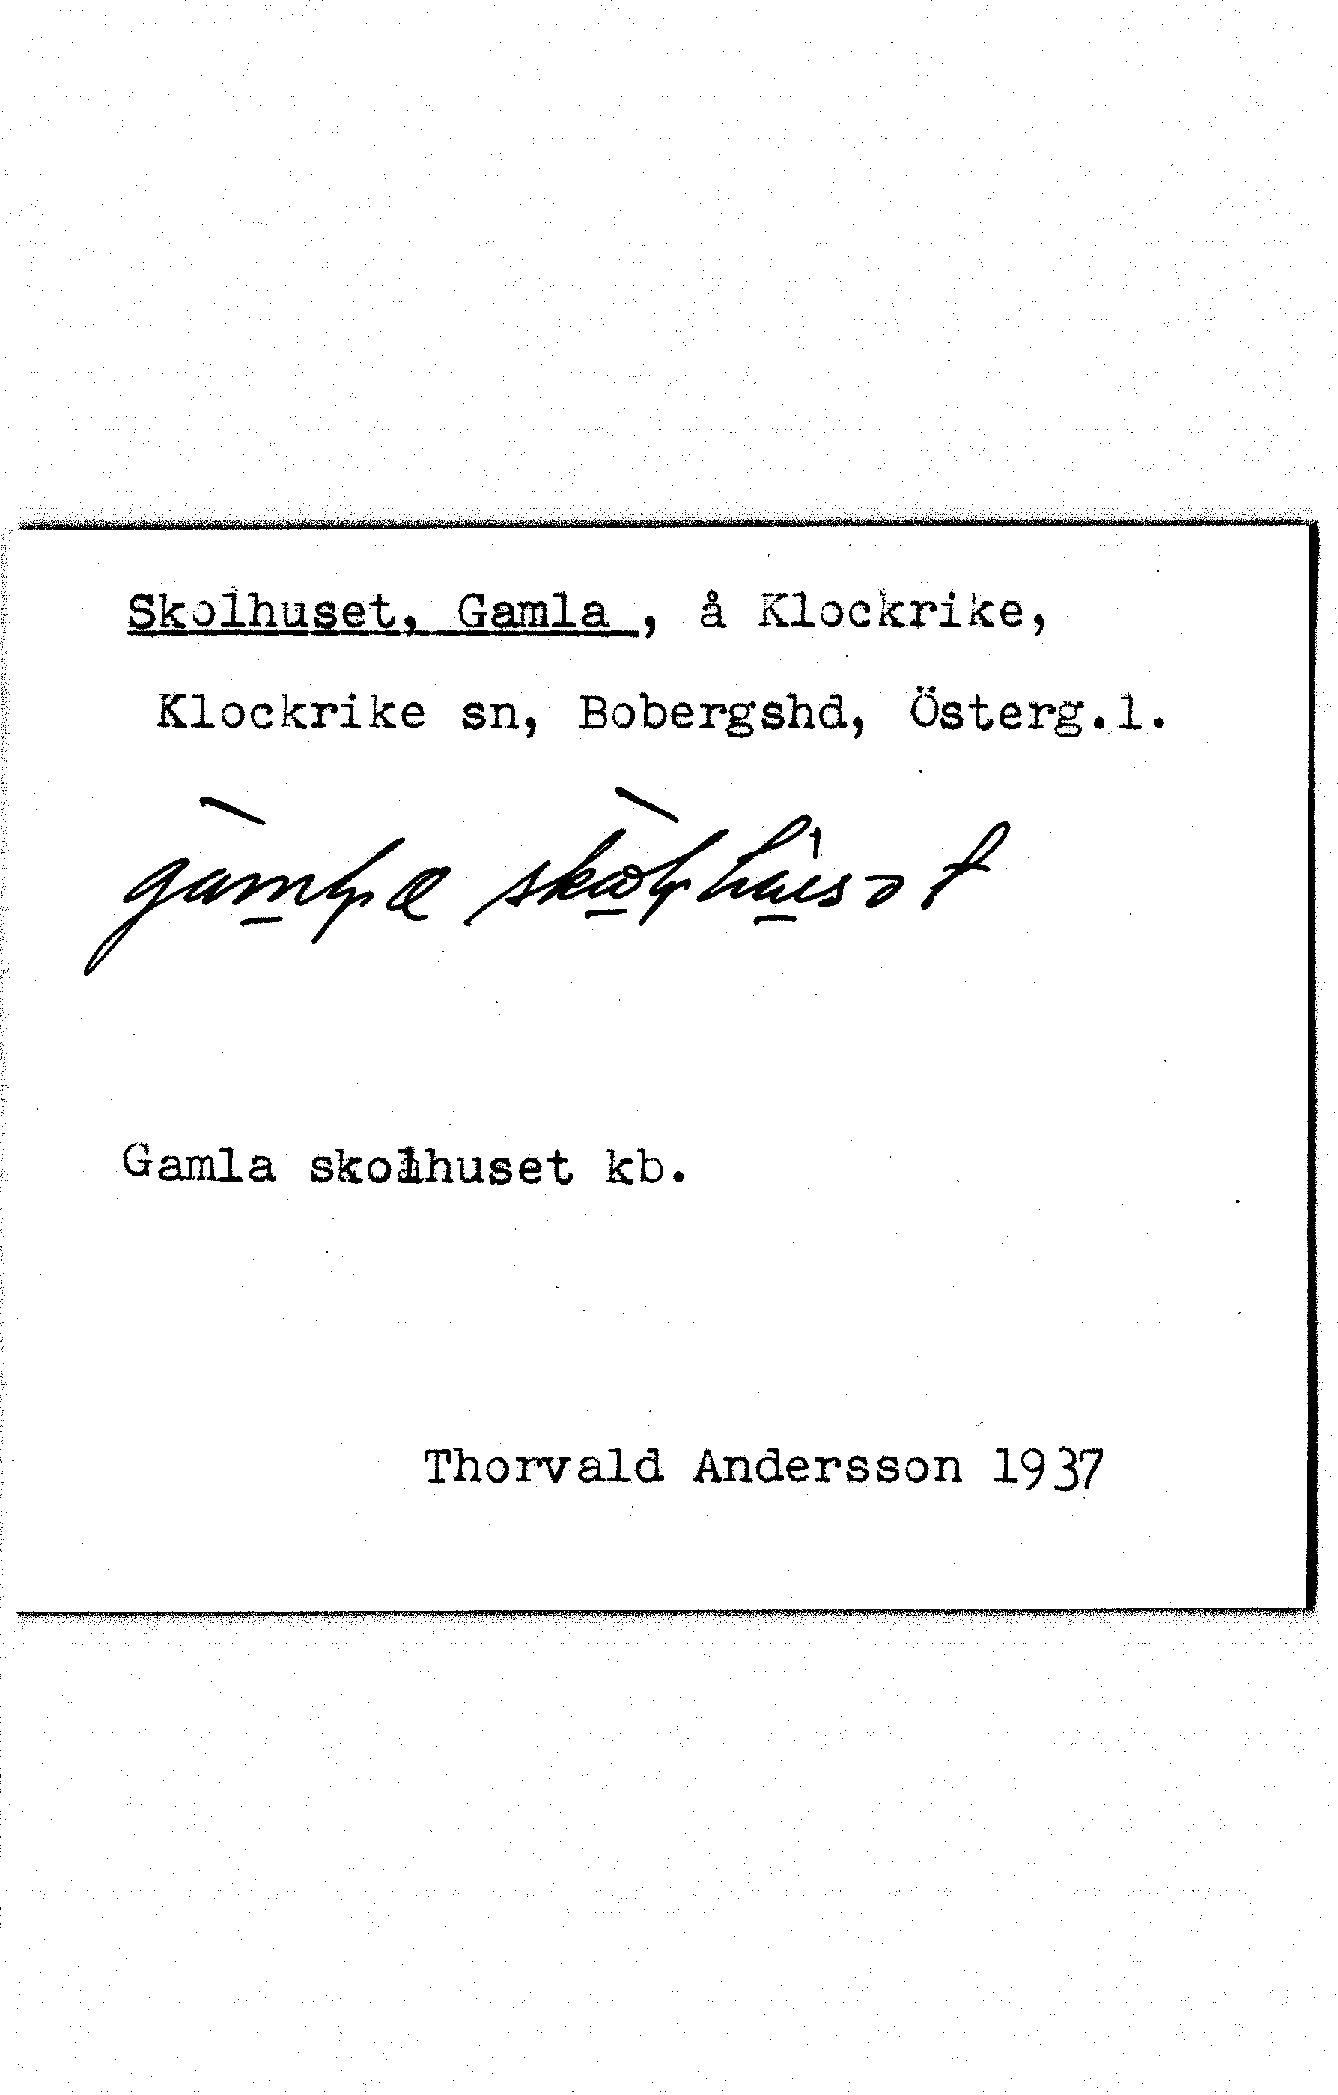 Skolhuset, Gamla , å Klockrike,
Klockrike sn, Bobergshd, Österg.l.
Gamla skolhuset kb.
Thorvald Andersson 1937